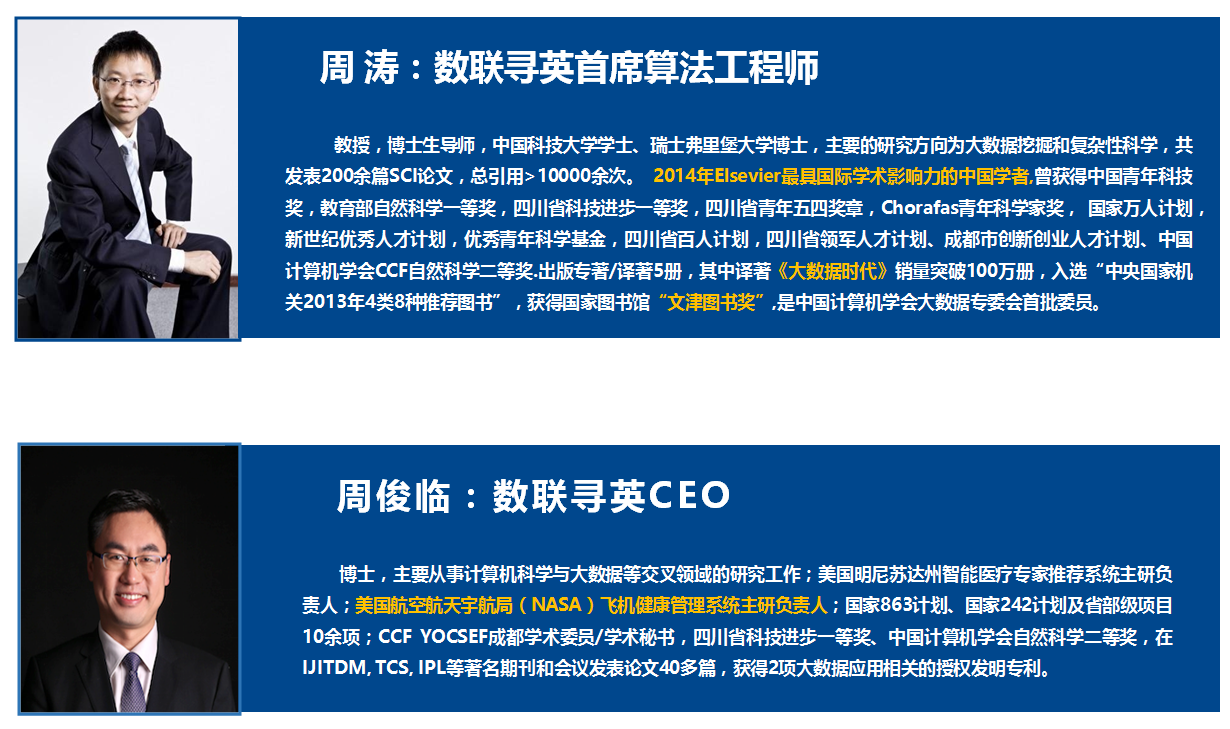 周 涛：数联寻英首席算法工程师
教授，博士生导师，中国科技大学学士、瑞士弗里堡大学博士，主要的研究方向为大数据挖掘和复杂性科学，共
发表200余篇SCI论文，总引用>10000余次。 2014年Elsevier最具国际学术影响力的中国学者,曾获得中国青年科技
奖，教育部自然科学一等奖，四川省科技进步一等奖，四川省青年五四奖章，Chorafas青年科学家奖， 国家万人计划，
新世纪优秀人才计划，优秀青年科学基金，四川省百人计划，四川省领军人才计划、成都市创新创业人才计划、中国
计算机学会CCF自然科学二等奖.出版专著/译著5册，其中译著《大数据时代》销量突破100万册，入选“中央国家机
关2013年4类8种推荐图书”，获得国家图书馆“文津图书奖”,是中国计算机学会大数据专委会首批委员。
周俊临：数联寻英CEO
博士，主要从事计算机科学与大数据等交叉领域的研究工作；美国明尼苏达州智能医疗专家推荐系统主研负
责人；美国航空航天宇航局（NASA）飞机健康管理系统主研负责人；国家863计划、国家242计划及省部级项目
10余项；CCF YOCSEF成都学术委员/学术秘书，四川省科技进步一等奖、中国计算机学会自然科学二等奖，在
IJITDM, TCS, IPL等著名期刊和会议发表论文40多篇，获得2项大数据应用相关的授权发明专利。